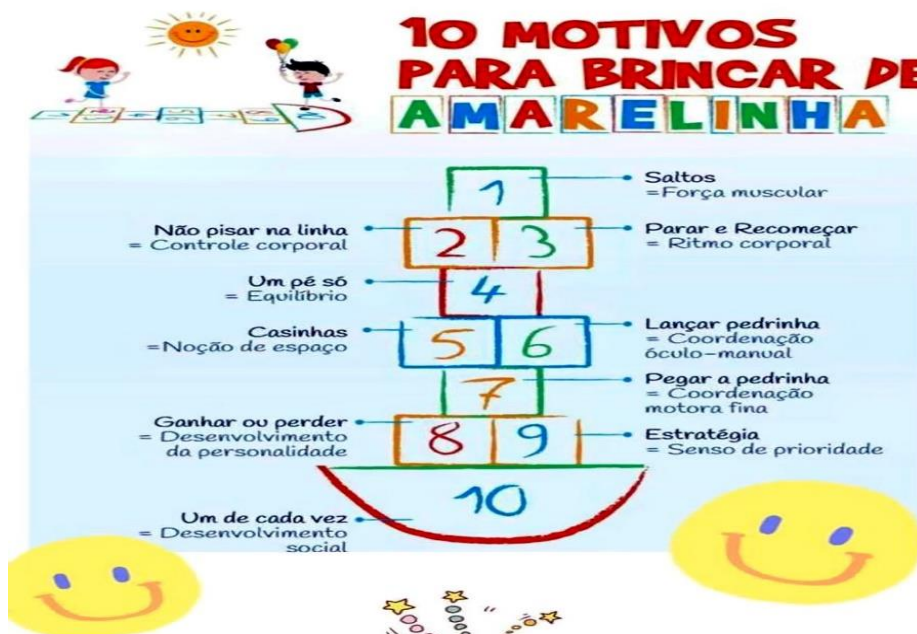 10 MOTIVOS
PARA BRINCAR DE
AMARELINHA
1
Saltos
=Força muscular
Não pisar na linha
= Controle corporal
2
3
Parar e Recomeçar
= Ritmo corporal
Um pé só
= Equilíbrio
4
Casinhas
=Noção de espaço
5
6
Lançar pedrinha
= Coordenação
óculo-manual
7
Pegar a pedrinha
= Coordenação
motora fina
Ganhar ou perder
= Desenvolvimento
da personalidade
8
9
Estratégia
= Senso de prioridade
10
Um de cada vez
= Desenvolvimento
social